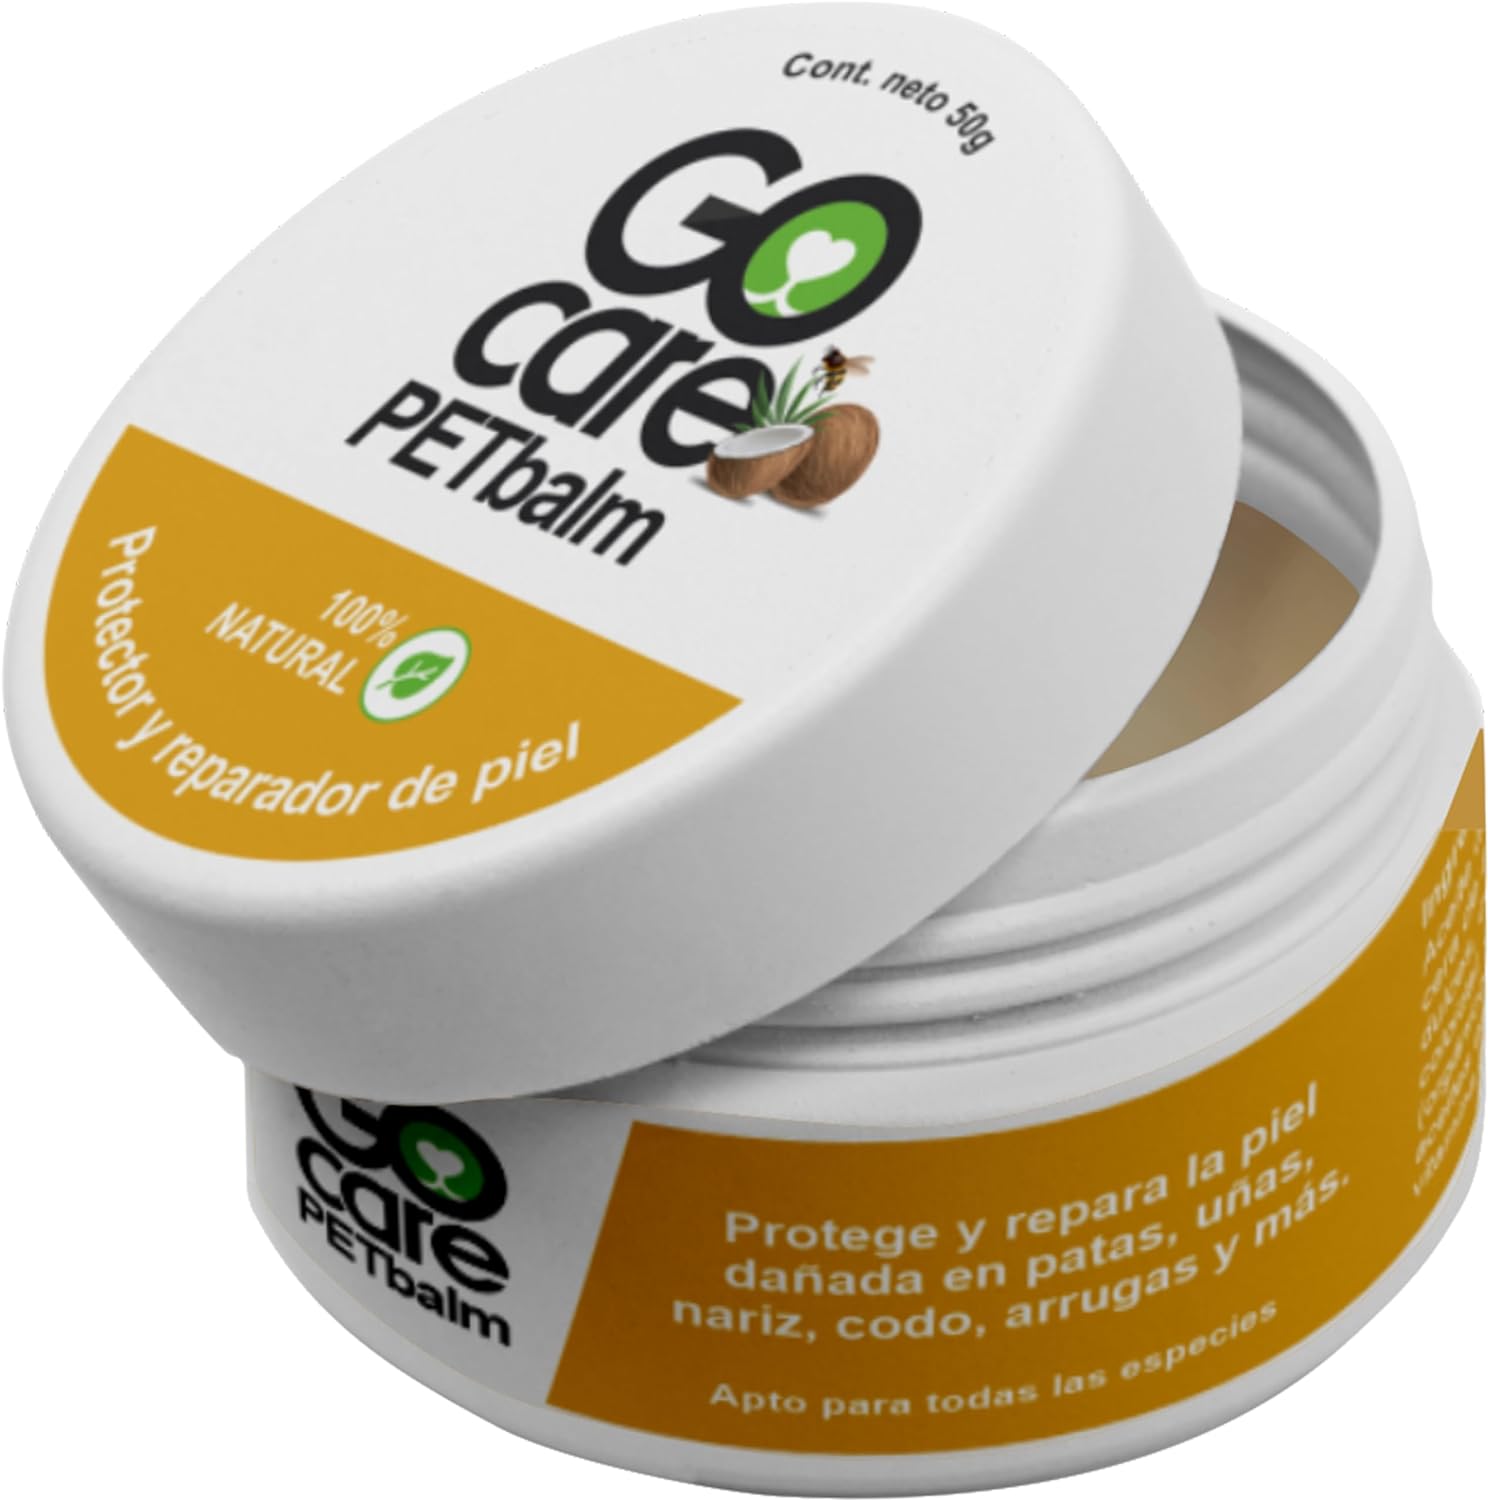 Cont. neto 50g
GO
care
PETbalm
100%
NATURAL
Protector y reparador de piel
GO
care
PETbalm
Protege y repara la piel
dañada en patas, uñas,
nariz, codo, arrugas y más.
Apto para todas las especies